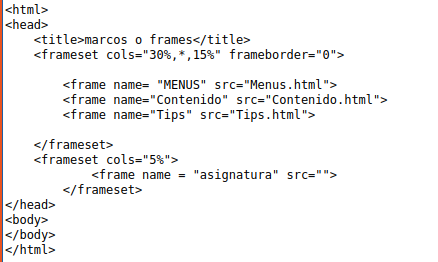 <html>
<head>
    <title>marcos o frames</title>
    <frameset cols="30%,*,15%" frameborder="0">

        <frame name= "MENUS" src="Menus.html">
        <frame name="Contenido" src="Contenido.html">
        <frame name="Tips" src="Tips.html">

    </frameset>
    <frameset cols="5%">
            <frame name = "asignatura" src="">
        </frameset>
</head>
<body>
</body>
</html>